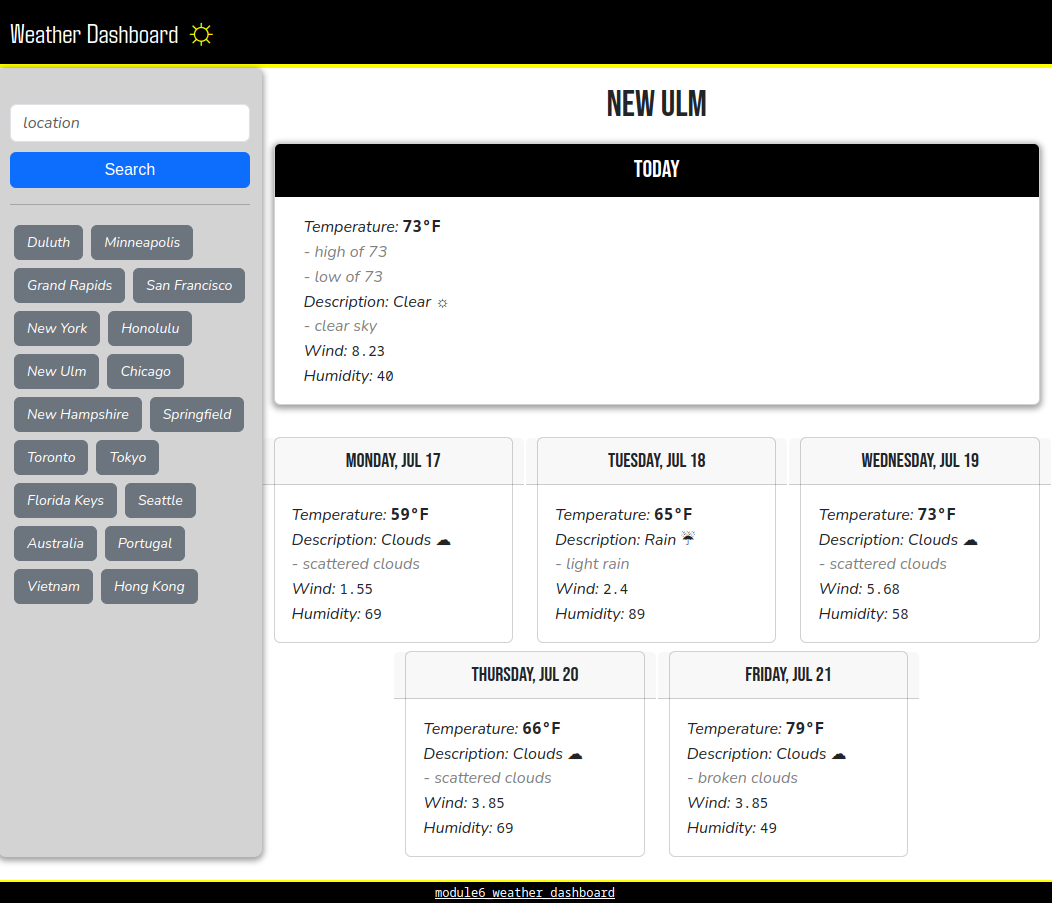 Weather Dashboard ☼
location
Search
Duluth Minneapolis
Grand Rapids San Francisco
New York Honolulu
New Ulm Chicago
New Hampshire Springfield
Toronto Tokyo
Florida Keys Seattle
Australia Portugal
Vietnam Hong Kong
NEW ULM
TODAY
Temperature: 73°F
- high of 73
- low of 73
Description: Clear ☼
- clear sky
Wind: 8.23
Humidity: 40
MONDAY, JUL 17
Temperature: 59°F
Description: Clouds ☁
- scattered clouds
Wind: 1.55
Humidity: 69
TUESDAY, JUL 18
Temperature: 65°F
Description: Rain ☔
- light rain
Wind: 2.4
Humidity: 89
WEDNESDAY, JUL 19
Temperature: 73°F
Description: Clouds ☁
- scattered clouds
Wind: 5.68
Humidity: 58
THURSDAY, JUL 20
Temperature: 66°F
Description: Clouds ☁
- scattered clouds
Wind: 3.85
Humidity: 69
FRIDAY, JUL 21
Temperature: 79°F
Description: Clouds ☁
- broken clouds
Wind: 3.85
Humidity: 49
module6_weather_dashboard